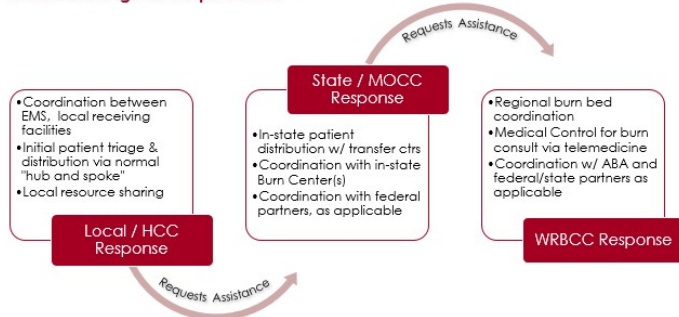 •Coordination between
EMS, local receiving
facilities
•Initial patient triage &
distribution via normal
"hub and spoke"
•Local resource sharing
Local / HCC
Response
Requests Assistance
State / MOCC
Response
•In-state patient
distribution w/ transfer ctrs
•Coordination with in-state
Burn Center(s)
•Coordination with federal
partners, as applicable
Requests Assistance
•Regional burn bed
coordination
•Medical Control for burn
consult via telemedicine
•Coordination w/ ABA and
federal/state partners as
applicable
WRBCC Response